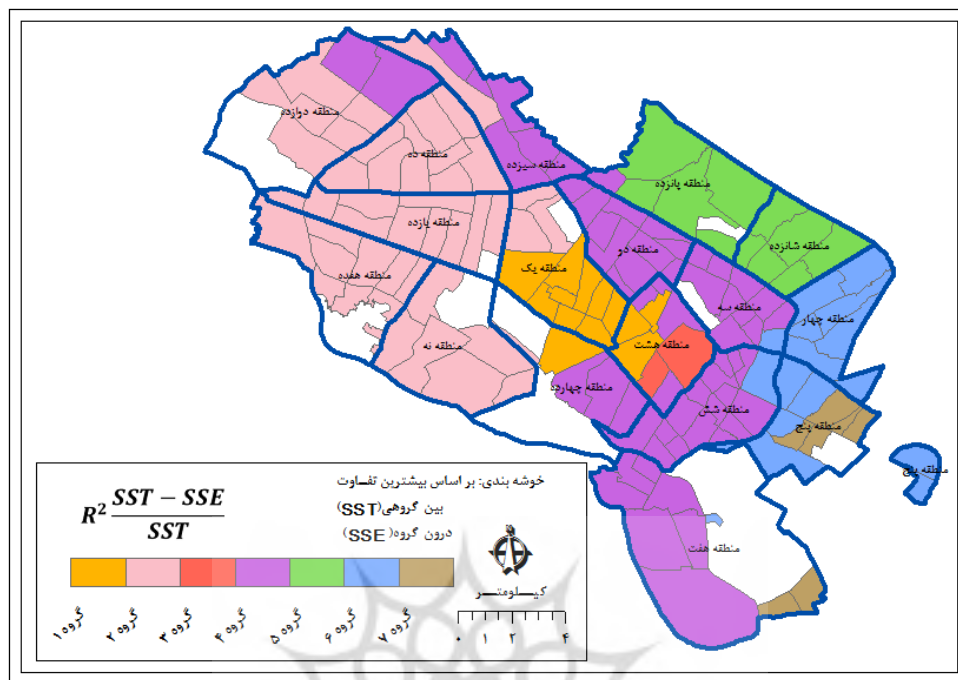 منطقه دوازده
منطقه ده
منطقه سیزده
منطقه پانزده
منطقه یازده
منطقه دو
منطقه شانزده
منطقه یک
منطقه هفده
منطقه سه
منطقه چهار
منطقه نه
منطقه هشت
منطقه چهارده
منطقه شش
منطقه پنج
منطقه پنج
منطقه هفت
خوشه بندی: بر اساس بیشترین تفــاوت
بین گروهی(SST)
درون گروه(SSE)
R² SST − SSE
SST
کیــلومتــر
۰ ۱ ۲ ۴
گروه ۱ گروه ۲ گروه ۳ گروه ۴ گروه ۵ گروه ۶ گروه ۷